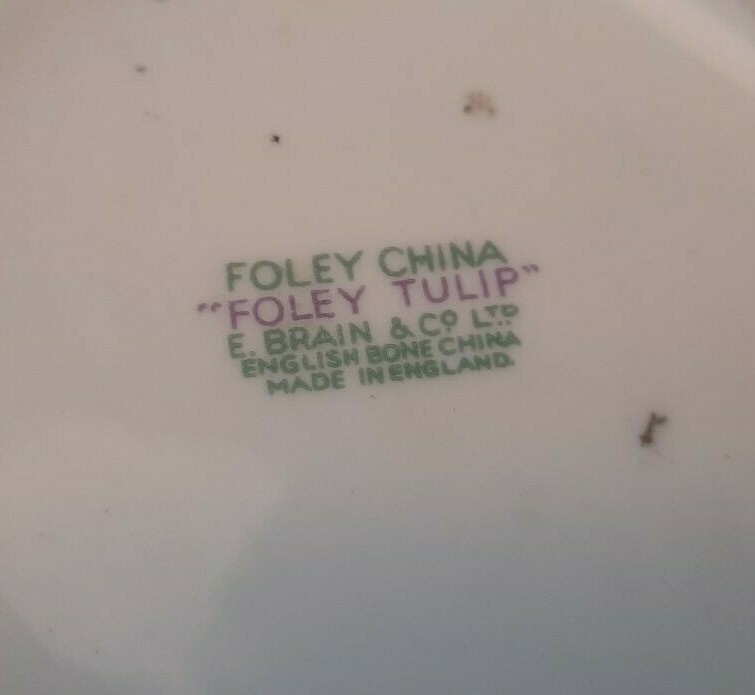 FOLEY CHINA
"FOLEY TULIP"
E. BRAIN & Cº LTD
ENGLISH BONE CHINA
MADE IN ENGLAND.